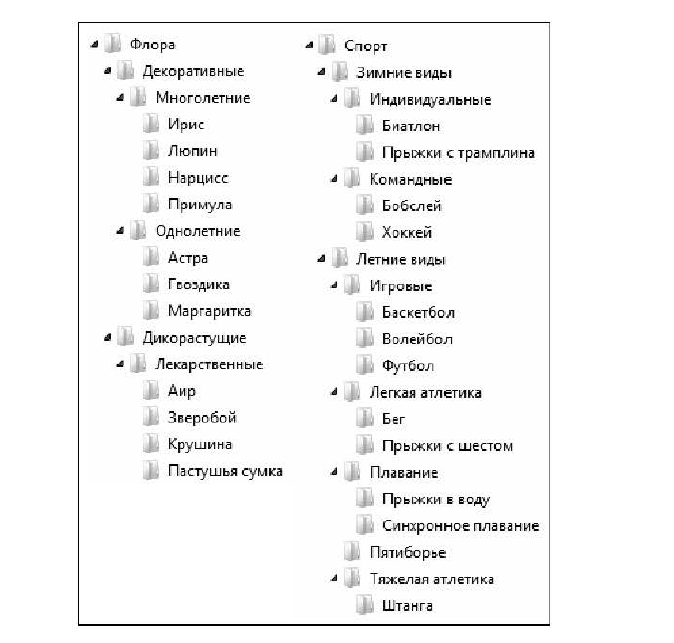 Флора
Декоративные
Многолетние
Ирис
Люпин
Нарцисс
Примула
Однолетние
Астра
Гвоздика
Маргаритка
Дикорастущие
Лекарственные
Аир
Зверобой
Крушина
Пастушья сумка
Спорт
Зимние виды
Индивидуальные
Биатлон
Прыжки с трамплина
Командные
Бобслей
Хоккей
Летние виды
Игровые
Баскетбол
Волейбол
Футбол
Легкая атлетика
Бег
Прыжки с шестом
Плавание
Прыжки в воду
Синхронное плавание
Пятиборье
Тяжелая атлетика
Штанга